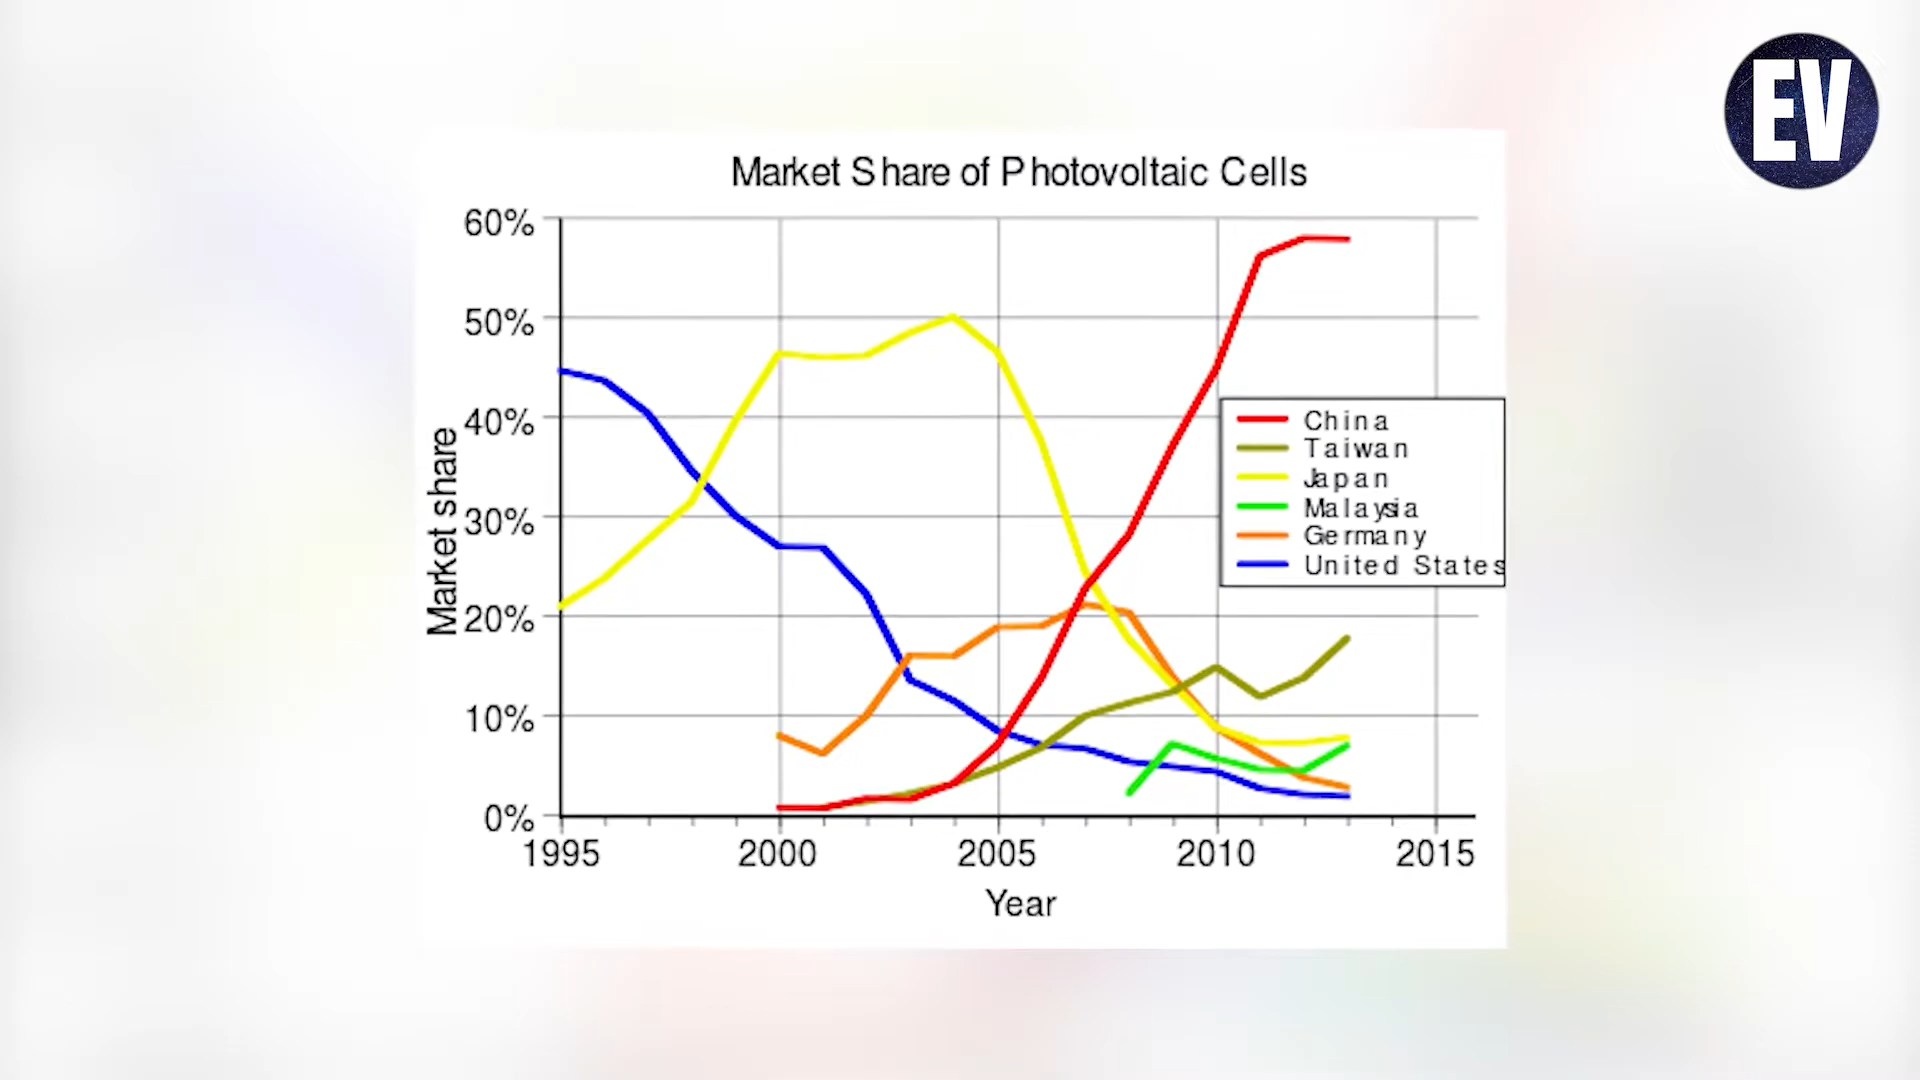 EV
Market Share of Photovoltaic Cells
60%
50%
40%
30%
20%
10%
0%
Market share
China
Taiwan
Japan
Malaysia
Germany
United States
1995 2000 2005 2010 2015
Year